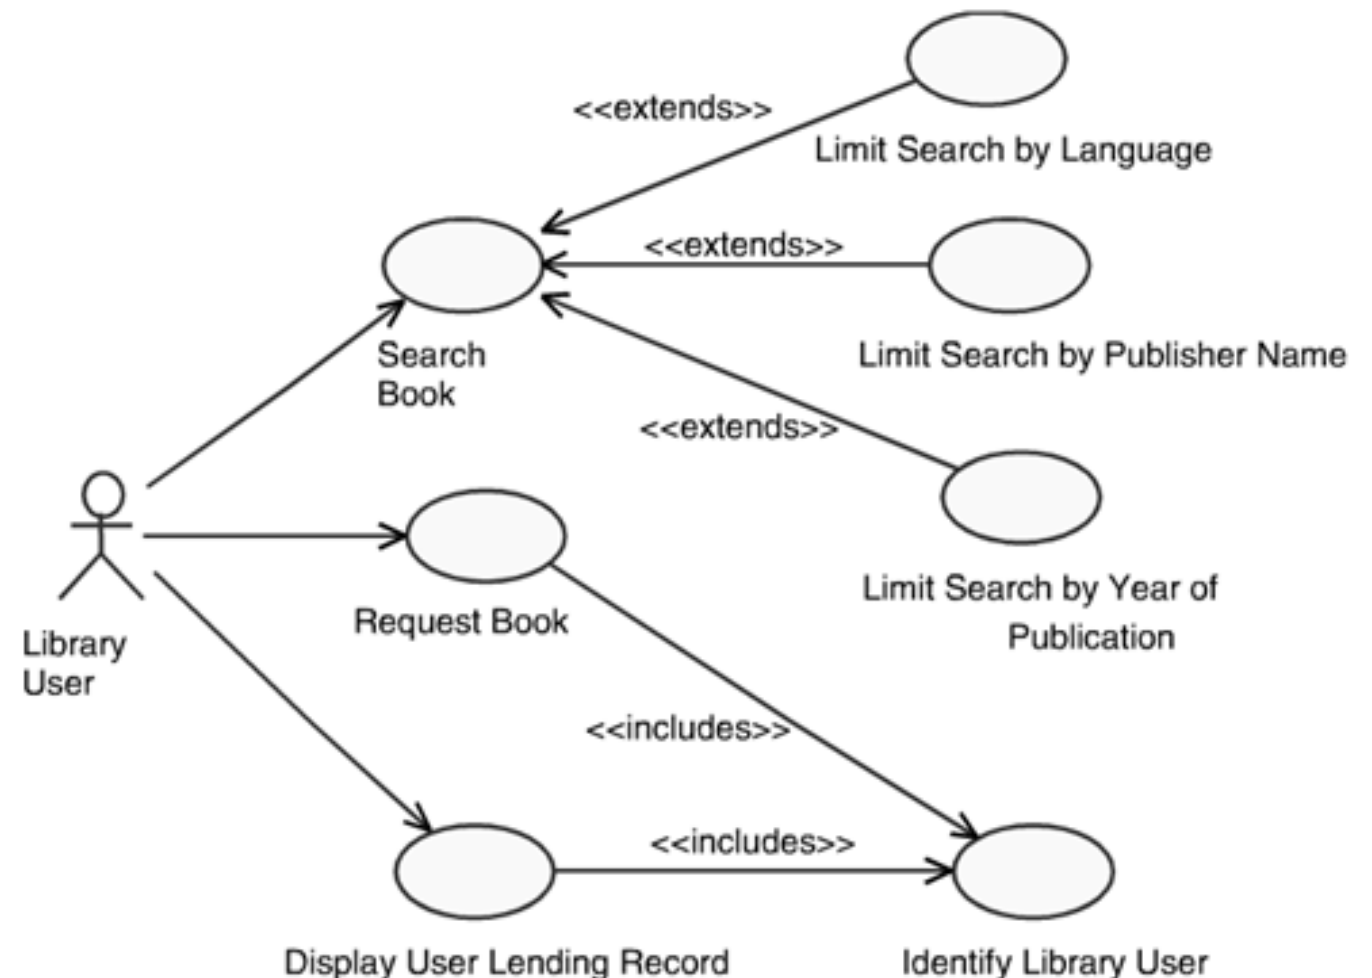 <<extends>>
Limit Search by Language
<<extends>>
Search
Book
Limit Search by Publisher Name
<<extends>>
Limit Search by Year of
Publication
Request Book
Library
User
<<includes>>
<<includes>>
Display User Lending Record
Identify Library User